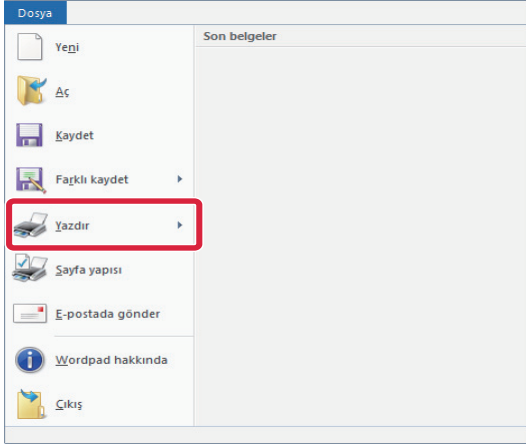 Dosya
Son belgeler
Yeni
Aç
Kaydet
Farklı kaydet
Yazdır
Sayfa yapısı
E-postada gönder
Wordpad hakkında
Çıkış